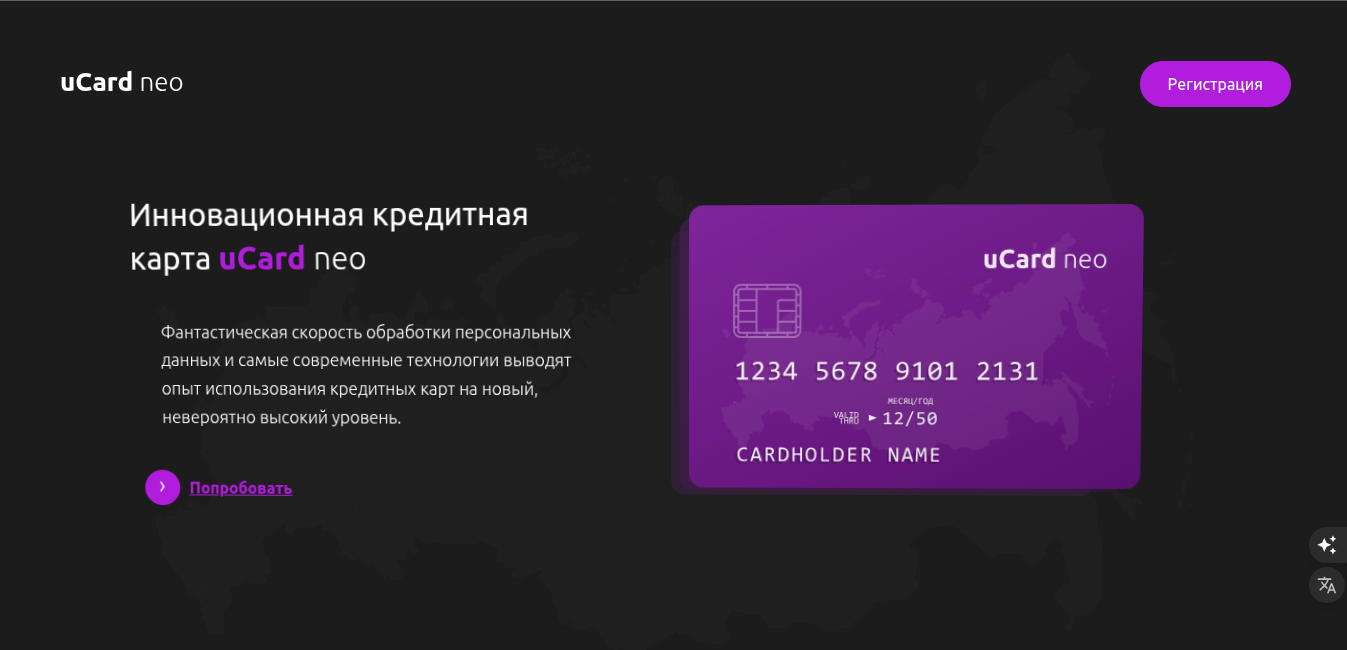 uCard neo
Регистрация
Инновационная кредитная
карта uCard neo
Фантастическая скорость обработки персональных
данных и самые современные технологии выводят
опыт использования кредитных карт на новый,
невероятно высокий уровень.
› Попробовать
uCard neo
1234 5678 9101 2131
МЕСЯЦ/ГОД
VALID
THRU ► 12/50
CARDHOLDER NAME